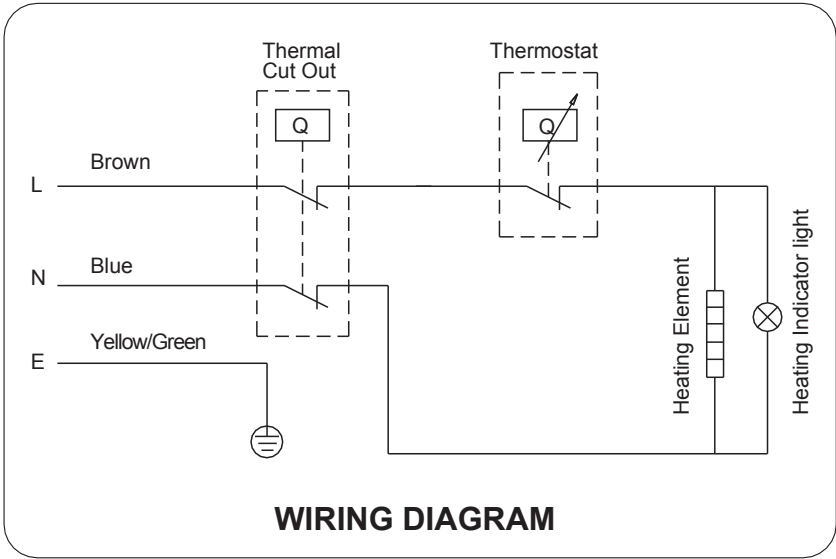 Thermal
Cut Out
Thermostat
Q
Q
Brown
L
Blue
N
Yellow/Green
E
Heating Element
Heating Indicator light
WIRING DIAGRAM